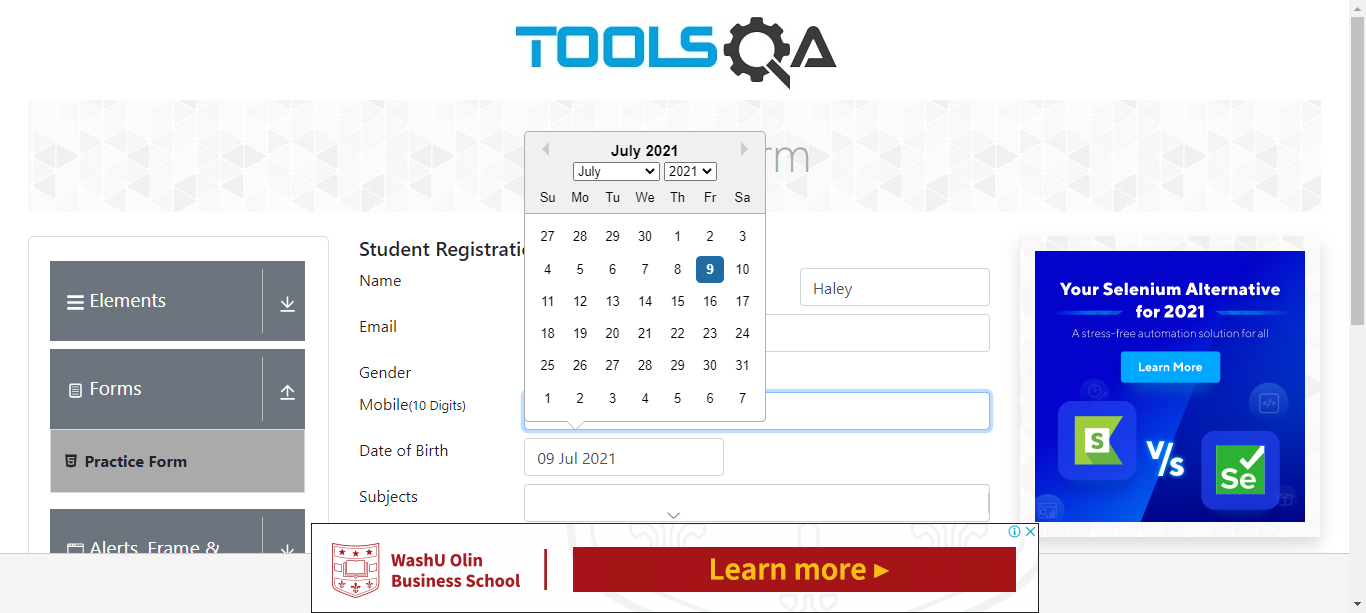 TOOLSQA
rm
July 2021
July 2021
Su Mo Tu We Th Fr Sa
27 28 29 30 1 2 3
4 5 6 7 8 9 10
11 12 13 14 15 16 17
18 19 20 21 22 23 24
25 26 27 28 29 30 31
1 2 3 4 5 6 7
Elements
Forms
Practice Form
Alerts, Frame &
Student Registrati
Name
Haley
Email
Gender
Mobile(10 Digits)
Date of Birth
09 Jul 2021
Subjects
Your Selenium Alternative
for 2021
A stress-free automation solution for all
Learn More
S
V/s
Se
WashU Olin
Business School
Learn more ►